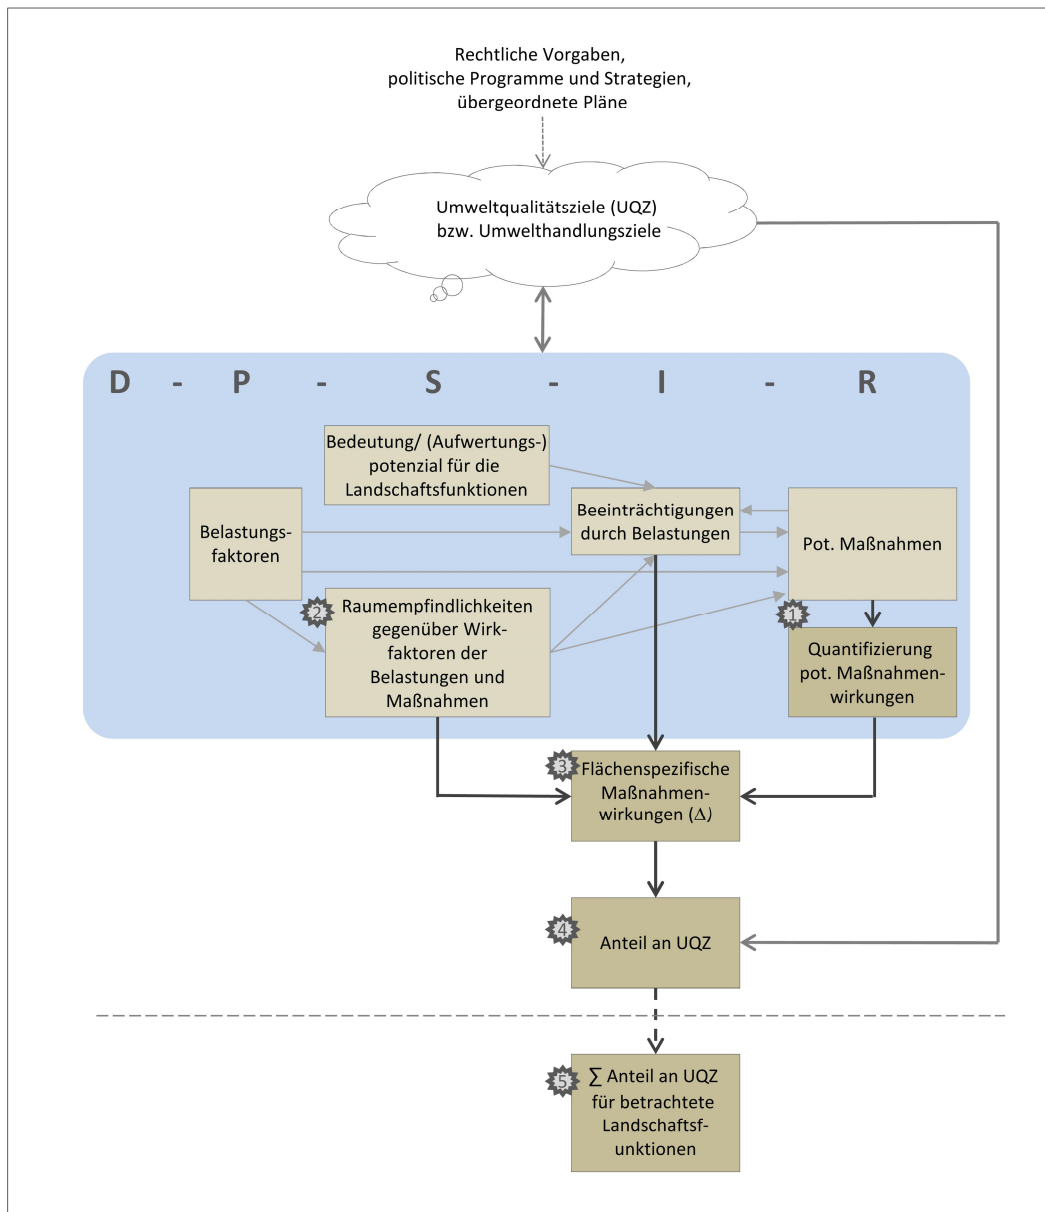 Rechtliche Vorgaben,
politische Programme und Strategien,
übergeordnete Pläne
Umweltqualitätsziele (UQZ)
bzw. Umwelthandlungsziele
D - P - S - I - R
Bedeutung/ (Aufwertungs-)
potenzial für die
Landschaftsfunktionen
Belastungs-
faktoren
Beeinträchtigungen
durch Belastungen
Pot. Maßnahmen
2
Raumempfindlichkeiten
gegenüber Wirk-
faktoren der
Belastungen und
Maßnahmen
1
Quantifizierung
pot. Maßnahmen-
wirkungen
3
Flächenspezifische
Maßnahmen-
wirkungen (Δ)
4
Anteil an UQZ
5
∑ Anteil an UQZ
für betrachtete
Landschaftsf-
unktionen